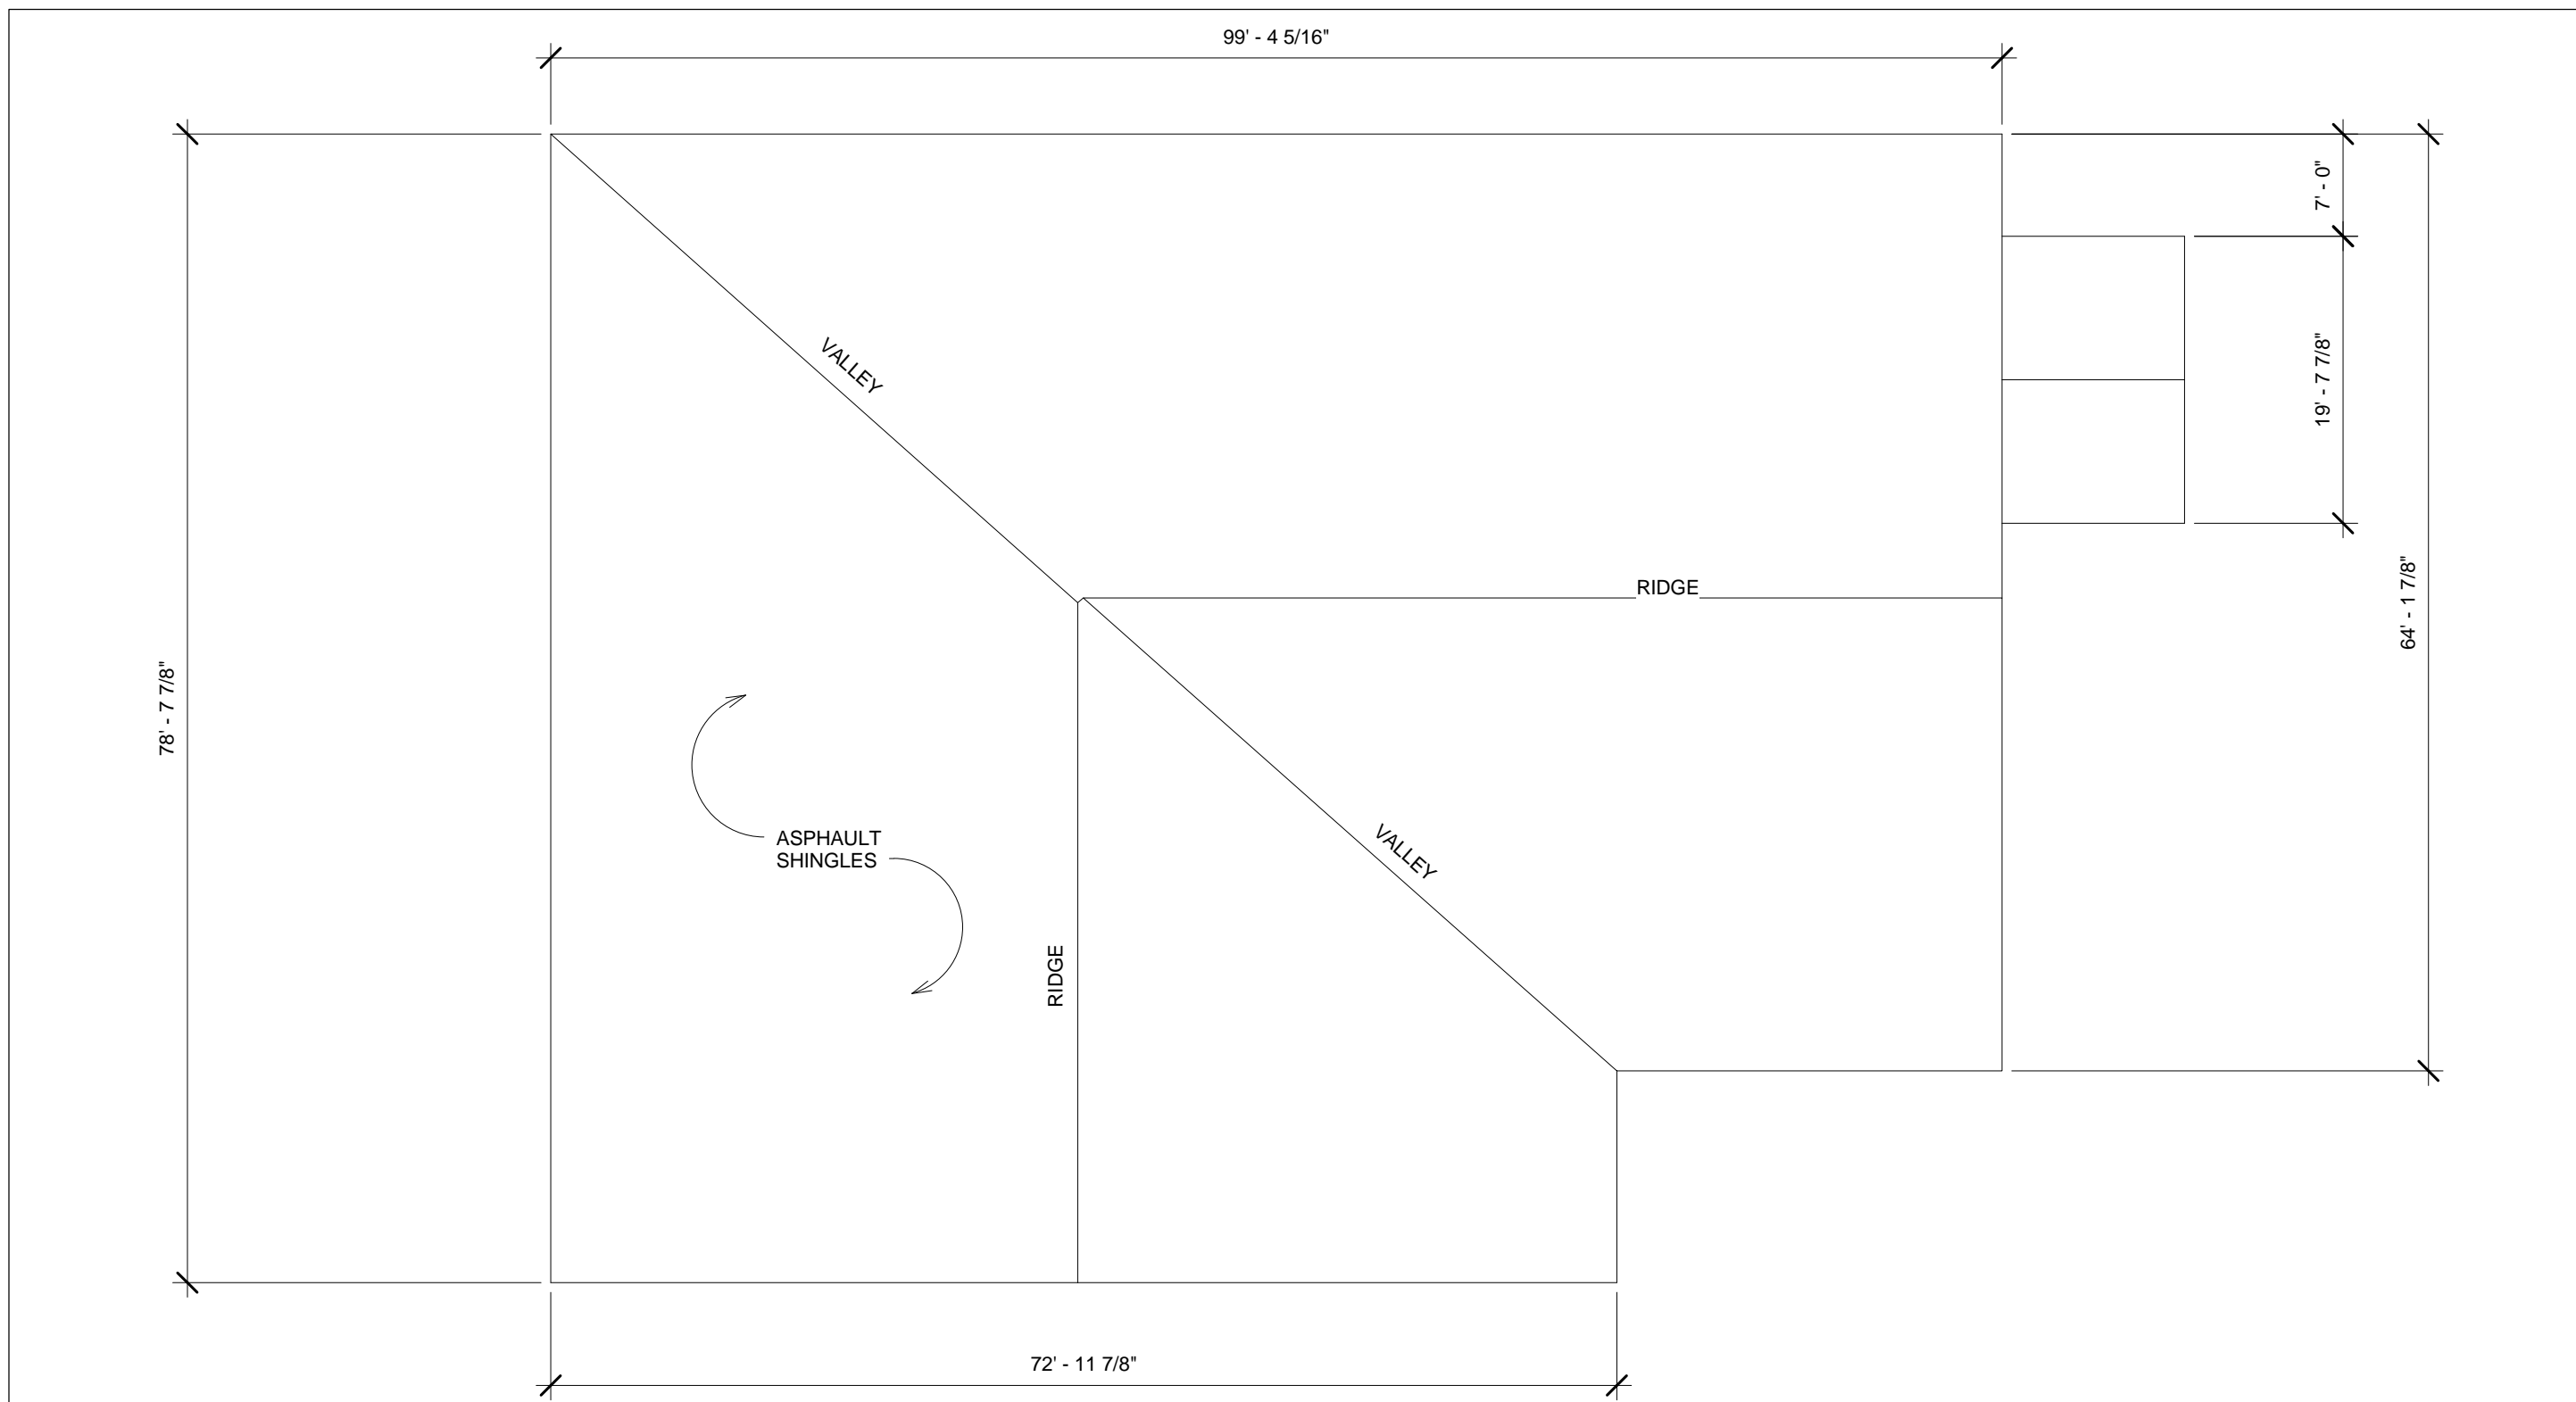 99' - 4 5/16"
7' - 0"
VALLEY
19' - 7 7/8"
RIDGE
64' - 1 7/8"
78' - 7 7/8"
ASPHAULT
SHINGLES
VALLEY
RIDGE
72' - 11 7/8"